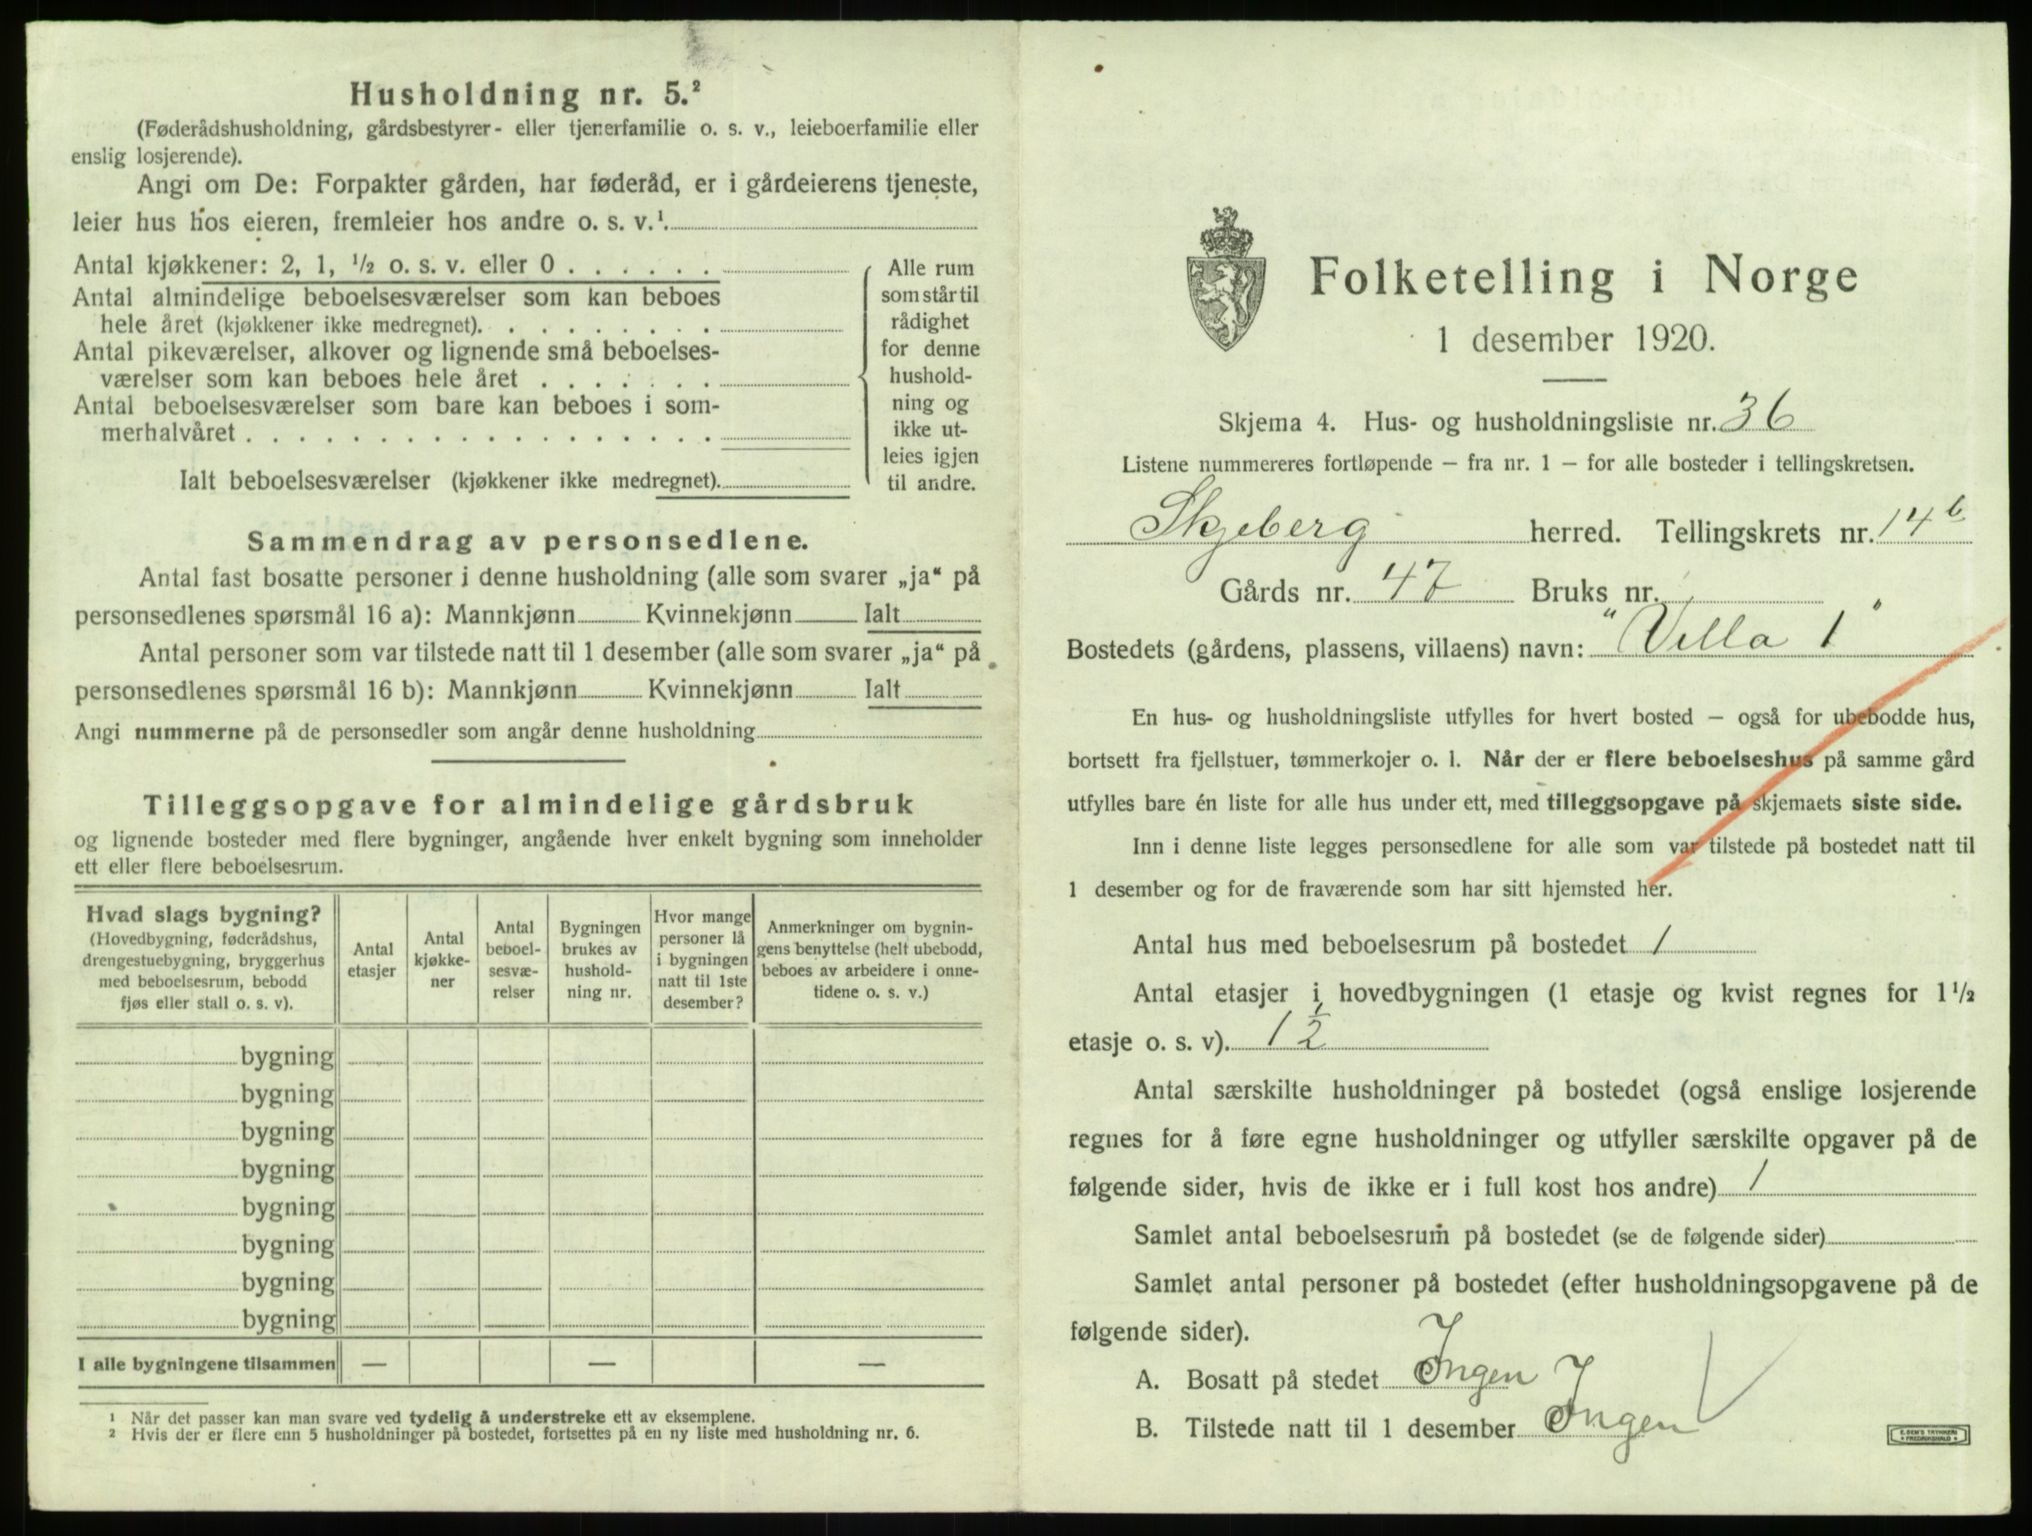 Husholdning nr. 5.²
(Føderådshusholdning, gårdsbestyrer- eller tjenerfamilie o. s. v., leieboerfamilie eller
enslig losjerende).
Angi om De: Forpakter gården, har føderåd, er i gårdeierens tjeneste,
leier hus hos eieren, fremleier hos andre o. s. v.¹.
Antal kjøkkener: 2, 1, ½ o. s. v. eller 0 . . . . . .
Antal almindelige beboelsesværelser som kan beboes
hele året (kjøkkener ikke medregnet). . . . . . . . .
Antal pikeværelser, alkover og lignende små beboelses-
værelser som kan beboes hele året . . . . . . .
Antal beboelsesværelser som bare kan beboes i som-
merhalvåret . . . . . . . . . . . . . . . . . .
Ialt beboelsesværelser (kjøkkener ikke medregnet).
Alle rum
som står til
rådighet
for denne
hushold-
ning og
ikke ut-
leies igjen
til andre.
Sammendrag av personsedlene.
Antal fast bosatte personer i denne husholdning (alle som svarer „ja“ på
personsedlenes spørsmål 16 a): Mannkjønn Kvinnekjønn Ialt
Antal personer som var tilstede natt til 1 desember (alle som svarer „ja“ på
personsedlenes spørsmål 16 b): Mannkjønn Kvinnekjønn Ialt
Angi nummerne på de personsedler som angår denne husholdning
Tilleggsopgave for almindelige gårdsbruk
og lignende bosteder med flere bygninger, angående hver enkelt bygning som inneholder
ett eller flere beboelsesrum.
Hvad slags bygning?
(Hovedbygning, føderådshus,
drengestuebygning, bryggerhus
med beboelsesrum, bebodd
fjøs eller stall o. s. v).
Antal
etasjer
Antal
kjøkke-
ner
Antal
beboel-
sesvæ-
relser
Bygningen
brukes av
hushold-
ning nr.
Hvor mange
personer lå
i bygningen
natt til 1ste
desember?
Anmerkninger om bygnin-
gens benyttelse (helt ubebodd,
beboes av arbeidere i onne-
tidene o. s. v.)
bygning
bygning
bygning
bygning
bygning
bygning
bygning
bygning
I alle bygningene tilsammen — — —
¹ Når det passer kan man svare ved tydelig å understreke ett av eksemplene.
² Hvis der er flere enn 5 husholdninger på bostedet, fortsettes på en ny liste med husholdning nr. 6.
Folketelling i Norge
1 desember 1920.
Skjema 4. Hus- og husholdningsliste nr. 36
Listene nummereres fortløpende – fra nr. 1 – for alle bosteder i tellingskretsen.
Skjeberg herred. Tellingskrets nr. 14 b
Gårds nr. 47 Bruks nr.
Bostedets (gårdens, plassens, villaens) navn: "Villa 1"
En hus- og husholdningsliste utfylles for hvert bosted – også for ubebodde hus,
bortsett fra fjellstuer, tømmerkojer o. l. Når der er flere beboelseshus på samme gård
utfylles bare én liste for alle hus under ett, med tilleggsopgave på skjemaets siste side.
Inn i denne liste legges personsedlene for alle som var tilstede på bostedet natt til
1 desember og for de fraværende som har sitt hjemsted her.
Antal hus med beboelsesrum på bostedet 1
Antal etasjer i hovedbygningen (1 etasje og kvist regnes for 1½
etasje o. s. v). 1½
Antal særskilte husholdninger på bostedet (også enslige losjerende
regnes for å føre egne husholdninger og utfyller særskilte opgaver på de
følgende sider, hvis de ikke er i full kost hos andre) 1
Samlet antal beboelsesrum på bostedet (se de følgende sider)
Samlet antal personer på bostedet (efter husholdningsopgavene på de
følgende sider).
A. Bosatt på stedet Ingen
B. Tilstede natt til 1 desember Ingen